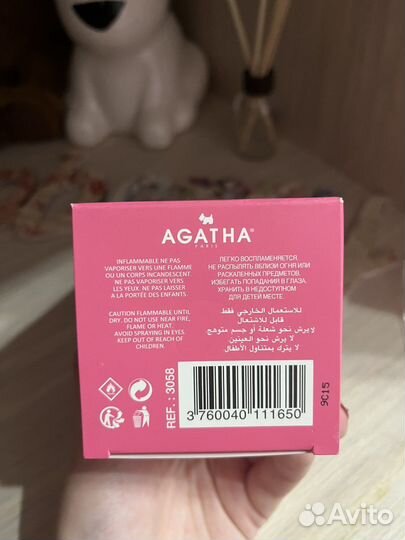 AGATHA®
PARIS
INFLAMMABLE NE PAS
VAPORISER VERS UNE FLAMME
OU UN CORPS INCANDESCENT.
NE PAS VAPORISER VERS
LES YEUX. NE PAS LAISSER
A LA PORTÉE DES ENFANTS.
CAUTION FLAMMABLE UNTIL
DRY. DO NOT USE NEAR FIRE,
FLAME OR HEAT.
AVOID SPRAYING IN EYES.
KEEP OUT OF REACH OF
CHILDREN.
ЛЕГКО ВОСПЛАМЕНЯЕТСЯ.
НЕ РАСПЫЛЯТЬ ВБЛИЗИ ОГНЯ ИЛИ
РАСКАЛЕННЫХ ПРЕДМЕТОВ.
ИЗБЕГАТЬ ПОПАДАНИЯ В ГЛАЗА.
ХРАНИТЬ В НЕДОСТУПНОМ
ДЛЯ ДЕТЕЙ МЕСТЕ.
للاستعمال الخارجي فقط
قابل للاشتعال
لا يرش نحو شعلة أو جسم متوهج
لا يرش نحو العينين
لا يترك بمتناول الأطفال
REF. : 3058
3 760040 111650
9C15
Avito